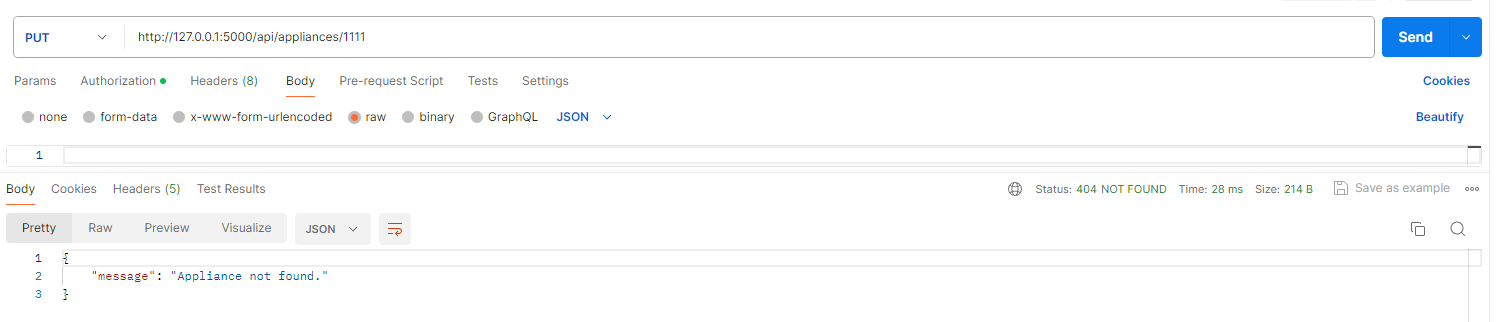 PUT http://127.0.0.1:5000/api/appliances/1111 Send
Params Authorization Headers (8) Body Pre-request Script Tests Settings Cookies
none form-data x-www-form-urlencoded raw binary GraphQL JSON Beautify
1
Body Cookies Headers (5) Test Results Status: 404 NOT FOUND Time: 28 ms Size: 214 B Save as example
Pretty Raw Preview Visualize JSON
1 {
2 "message": "Appliance not found."
3 }